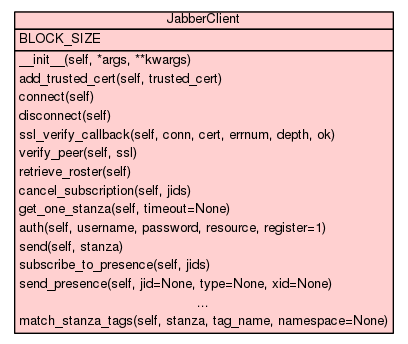 JabberClient
BLOCK_SIZE
__init__(self, *args, **kwargs)
add_trusted_cert(self, trusted_cert)
connect(self)
disconnect(self)
ssl_verify_callback(self, conn, cert, errnum, depth, ok)
verify_peer(self, ssl)
retrieve_roster(self)
cancel_subscription(self, jids)
get_one_stanza(self, timeout=None)
auth(self, username, password, resource, register=1)
send(self, stanza)
subscribe_to_presence(self, jids)
send_presence(self, jid=None, type=None, xid=None)
...
match_stanza_tags(self, stanza, tag_name, namespace=None)